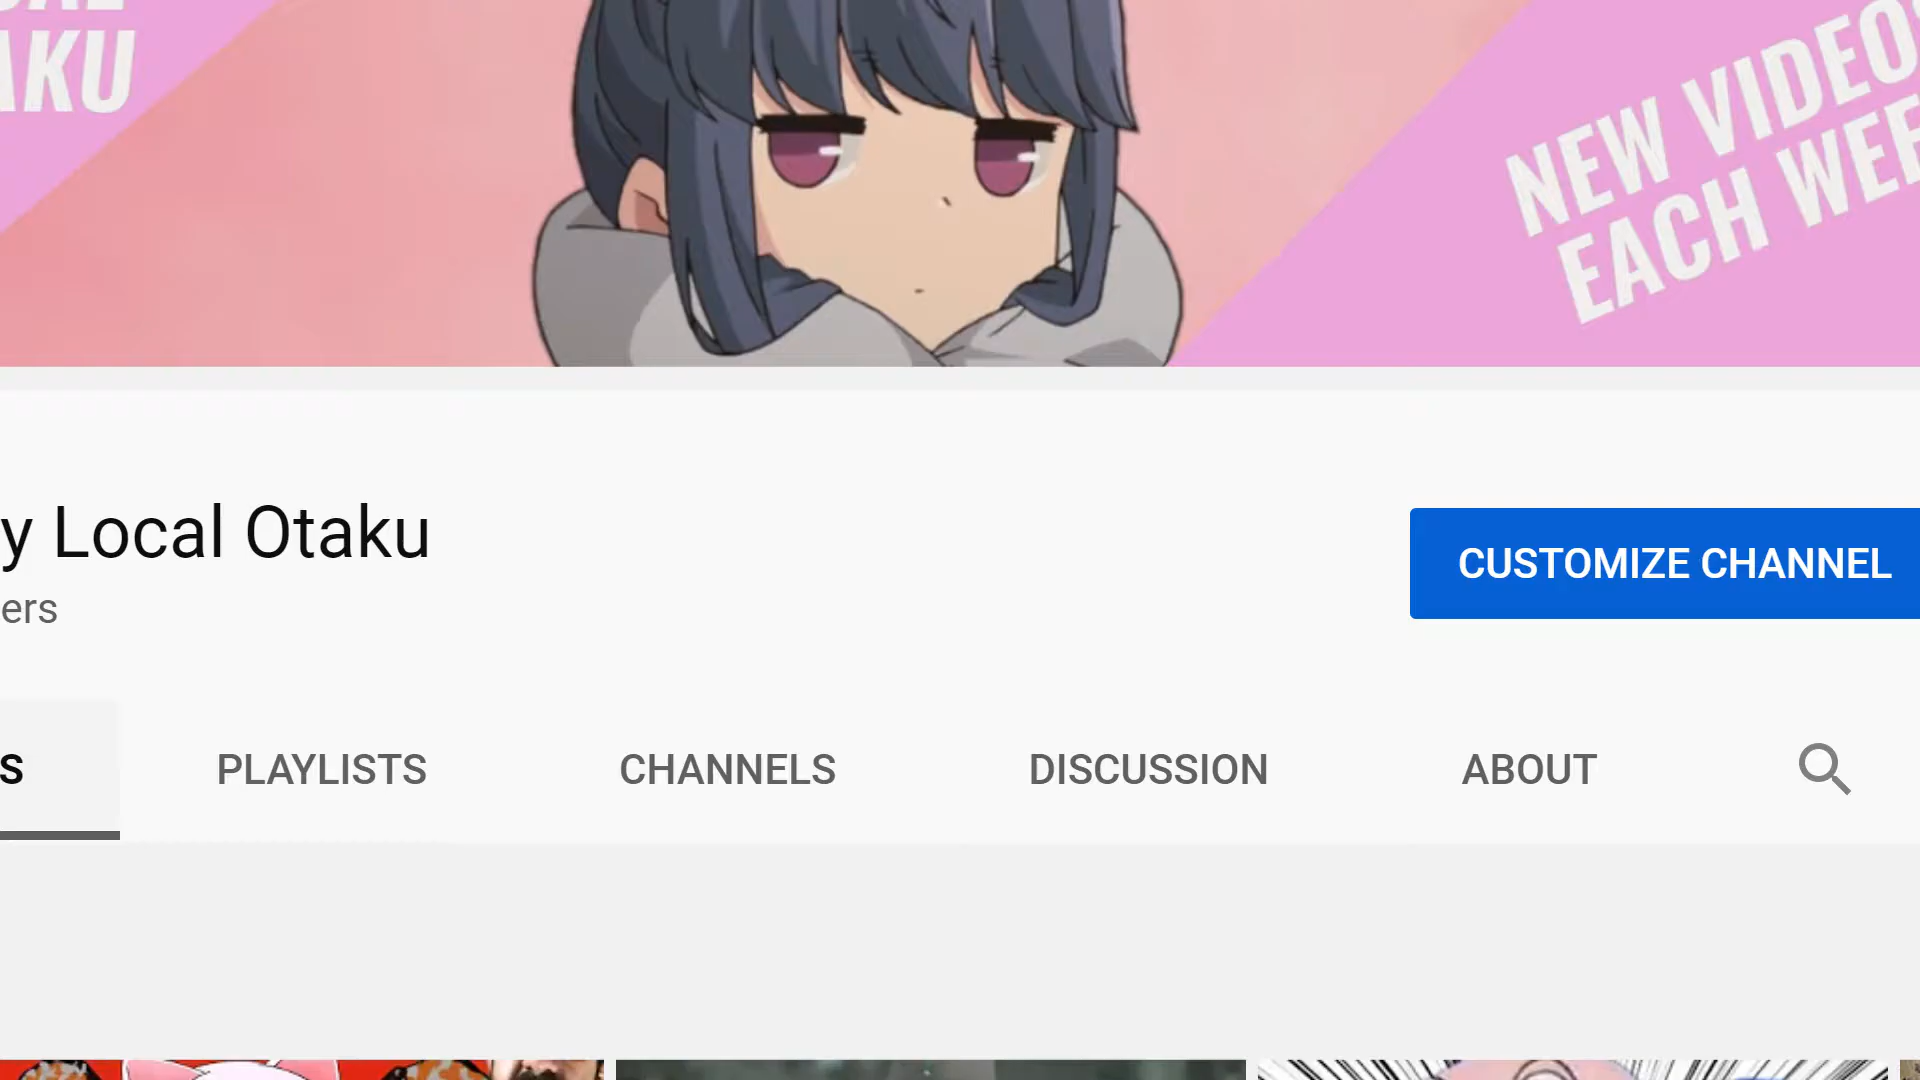 AKU
NEW VIDEO
EACH WEE
y Local Otaku
ers
CUSTOMIZE CHANNEL
S
PLAYLISTS
CHANNELS
DISCUSSION
ABOUT